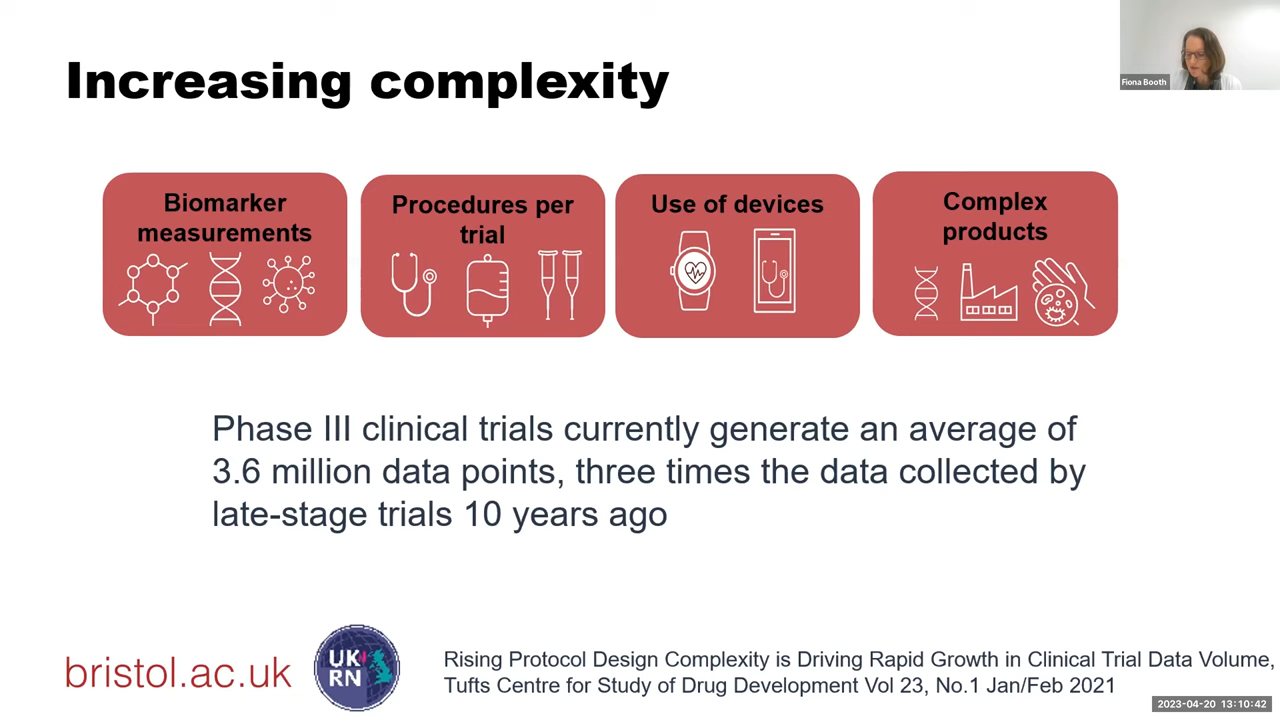 Increasing complexity
Fiona Booth
Biomarker
measurements
Procedures per
trial
Use of devices
Complex
products
Phase III clinical trials currently generate an average of
3.6 million data points, three times the data collected by
late-stage trials 10 years ago
bristol.ac.uk
UK
RN
Rising Protocol Design Complexity is Driving Rapid Growth in Clinical Trial Data Volume,
Tufts Centre for Study of Drug Development Vol 23, No.1 Jan/Feb 2021
2023-04-20 13:10:42